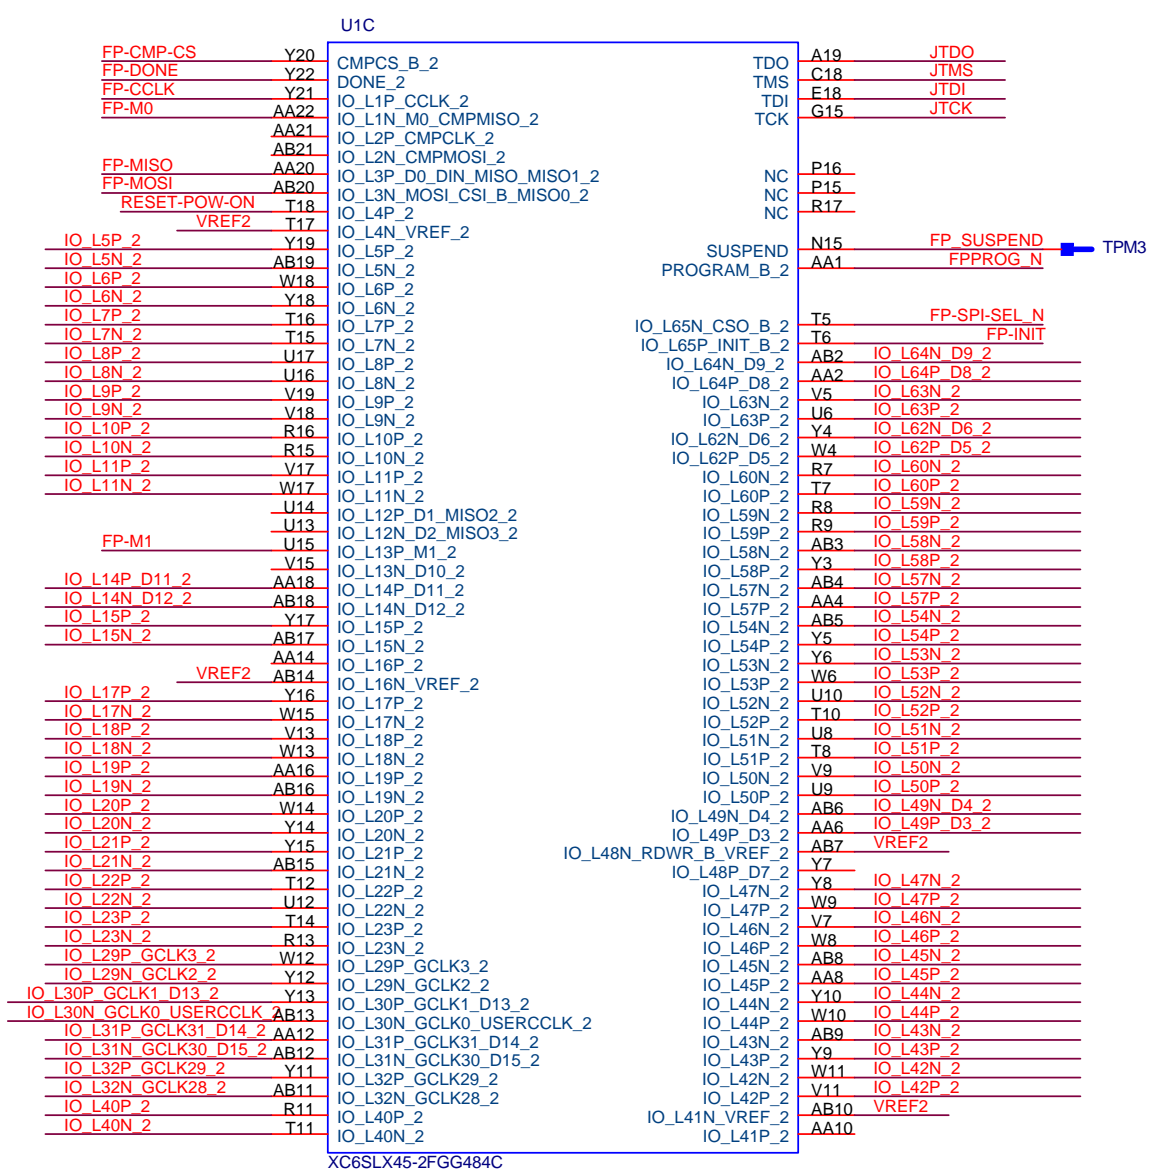 U1C
FP-CMP-CS Y20 CMPCS_B_2 TDO A19 JTDO
FP-DONE Y22 DONE_2 TMS C18 JTMS
FP-CCLK Y21 IO_L1P_CCLK_2 TDI E18 JTDI
FP-M0 AA22 IO_L1N_M0_CMPMISO_2 TCK G15 JTCK
AA21 IO_L2P_CMPCLK_2
AB21 IO_L2N_CMPMOSI_2
FP-MISO AA20 IO_L3P_D0_DIN_MISO_MISO1_2 NC P16
FP-MOSI AB20 IO_L3N_MOSI_CSI_B_MISO0_2 NC P15
RESET-POW-ON T18 IO_L4P_2 NC R17
VREF2 T17 IO_L4N_VREF_2
IO_L5P_2 Y19 IO_L5P_2 SUSPEND N15 FP_SUSPEND TPM3
IO_L5N_2 AB19 IO_L5N_2 PROGRAM_B_2 AA1 FPPROG_N
IO_L6P_2 W18 IO_L6P_2
IO_L6N_2 Y18 IO_L6N_2
IO_L7P_2 T16 IO_L7P_2 IO_L65N_CSO_B_2 T5 FP-SPI-SEL_N
IO_L7N_2 T15 IO_L7N_2 IO_L65P_INIT_B_2 T6 FP-INIT
IO_L8P_2 U17 IO_L8P_2 IO_L64N_D9_2 AB2 IO_L64N_D9_2
IO_L8N_2 U16 IO_L8N_2 IO_L64P_D8_2 AA2 IO_L64P_D8_2
IO_L9P_2 V19 IO_L9P_2 IO_L63N_2 V5 IO_L63N_2
IO_L9N_2 V18 IO_L9N_2 IO_L63P_2 U6 IO_L63P_2
IO_L10P_2 R16 IO_L10P_2 IO_L62N_D6_2 Y4 IO_L62N_D6_2
IO_L10N_2 R15 IO_L10N_2 IO_L62P_D5_2 W4 IO_L62P_D5_2
IO_L11P_2 V17 IO_L11P_2 IO_L60N_2 R7 IO_L60N_2
IO_L11N_2 W17 IO_L11N_2 IO_L60P_2 T7 IO_L60P_2
U14 IO_L12P_D1_MISO2_2 IO_L59N_2 R8 IO_L59N_2
U13 IO_L12N_D2_MISO3_2 IO_L59P_2 R9 IO_L59P_2
FP-M1 U15 IO_L13P_M1_2 IO_L58N_2 AB3 IO_L58N_2
V15 IO_L13N_D10_2 IO_L58P_2 Y3 IO_L58P_2
IO_L14P_D11_2 AA18 IO_L14P_D11_2 IO_L57N_2 AB4 IO_L57N_2
IO_L14N_D12_2 AB18 IO_L14N_D12_2 IO_L57P_2 AA4 IO_L57P_2
IO_L15P_2 Y17 IO_L15P_2 IO_L54N_2 AB5 IO_L54N_2
IO_L15N_2 AB17 IO_L15N_2 IO_L54P_2 Y5 IO_L54P_2
AA14 IO_L16P_2 IO_L53N_2 Y6 IO_L53N_2
VREF2 AB14 IO_L16N_VREF_2 IO_L53P_2 W6 IO_L53P_2
IO_L17P_2 Y16 IO_L17P_2 IO_L52N_2 U10 IO_L52N_2
IO_L17N_2 W15 IO_L17N_2 IO_L52P_2 T10 IO_L52P_2
IO_L18P_2 V13 IO_L18P_2 IO_L51N_2 U8 IO_L51N_2
IO_L18N_2 W13 IO_L18N_2 IO_L51P_2 T8 IO_L51P_2
IO_L19P_2 AA16 IO_L19P_2 IO_L50N_2 V9 IO_L50N_2
IO_L19N_2 AB16 IO_L19N_2 IO_L50P_2 U9 IO_L50P_2
IO_L20P_2 W14 IO_L20P_2 IO_L49N_D4_2 AB6 IO_L49N_D4_2
IO_L20N_2 Y14 IO_L20N_2 IO_L49P_D3_2 AA6 IO_L49P_D3_2
IO_L21P_2 Y15 IO_L21P_2 IO_L48N_RDWR_B_VREF_2 AB7 VREF2
IO_L21N_2 AB15 IO_L21N_2 IO_L48P_D7_2 Y7
IO_L22P_2 T12 IO_L22P_2 IO_L47N_2 Y8 IO_L47N_2
IO_L22N_2 U12 IO_L22N_2 IO_L47P_2 W9 IO_L47P_2
IO_L23P_2 T14 IO_L23P_2 IO_L46N_2 V7 IO_L46N_2
IO_L23N_2 R13 IO_L23N_2 IO_L46P_2 W8 IO_L46P_2
IO_L29P_GCLK3_2 W12 IO_L29P_GCLK3_2 IO_L45N_2 AB8 IO_L45N_2
IO_L29N_GCLK2_2 Y12 IO_L29N_GCLK2_2 IO_L45P_2 AA8 IO_L45P_2
IO_L30P_GCLK1_D13_2 Y13 IO_L30P_GCLK1_D13_2 IO_L44N_2 Y10 IO_L44N_2
IO_L30N_GCLK0_USERCCLK_2 AB13 IO_L30N_GCLK0_USERCCLK_2 IO_L44P_2 W10 IO_L44P_2
IO_L31P_GCLK31_D14_2 AA12 IO_L31P_GCLK31_D14_2 IO_L43N_2 AB9 IO_L43N_2
IO_L31N_GCLK30_D15_2 AB12 IO_L31N_GCLK30_D15_2 IO_L43P_2 Y9 IO_L43P_2
IO_L32P_GCLK29_2 Y11 IO_L32P_GCLK29_2 IO_L42N_2 W11 IO_L42N_2
IO_L32N_GCLK28_2 AB11 IO_L32N_GCLK28_2 IO_L42P_2 V11 IO_L42P_2
IO_L40P_2 R11 IO_L40P_2 IO_L41N_VREF_2 AB10 VREF2
IO_L40N_2 T11 IO_L40N_2 IO_L41P_2 AA10
XC6SLX45-2FGG484C